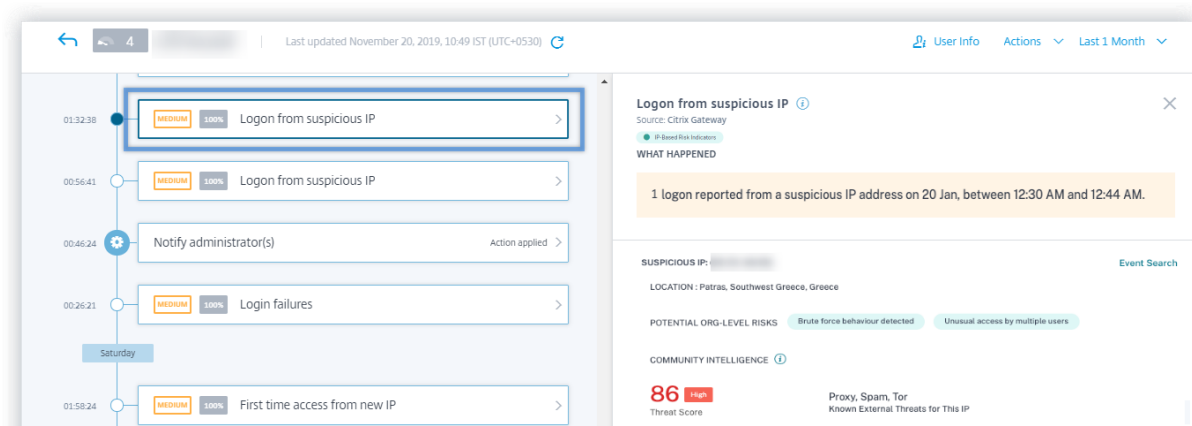 4
Last updated November 20, 2019, 10:49 IST (UTC+0530)
User Info
Actions
Last 1 Month
01:32:38
MEDIUM 100% Logon from suspicious IP
00:56:41
MEDIUM 100% Logon from suspicious IP
00:46:24
Notify administrator(s) Action applied
00:26:21
MEDIUM 100% Login failures
Saturday
01:58:24
MEDIUM 100% First time access from new IP
Logon from suspicious IP
Source: Citrix Gateway
IP-Based Risk Indicators
WHAT HAPPENED
1 logon reported from a suspicious IP address on 20 Jan, between 12:30 AM and 12:44 AM.
SUSPICIOUS IP:
Event Search
LOCATION : Patras, Southwest Greece, Greece
POTENTIAL ORG-LEVEL RISKS Brute force behaviour detected Unusual access by multiple users
COMMUNITY INTELLIGENCE
86 High
Threat Score
Proxy, Spam, Tor
Known External Threats for This IP